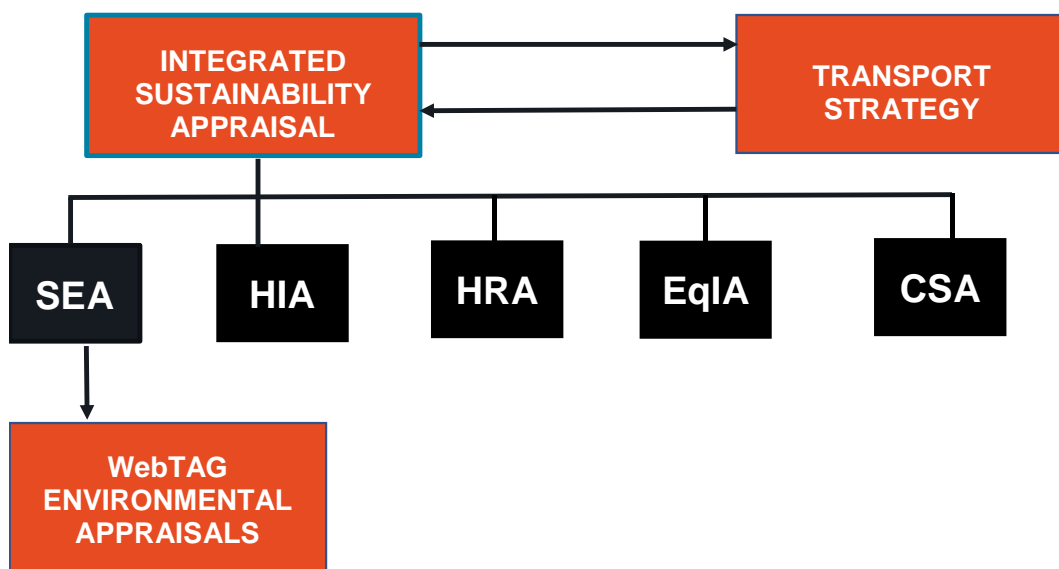 INTEGRATED
SUSTAINABILITY
APPRAISAL
TRANSPORT
STRATEGY
SEA
HIA
HRA
EqIA
CSA
WebTAG
ENVIRONMENTAL
APPRAISALS